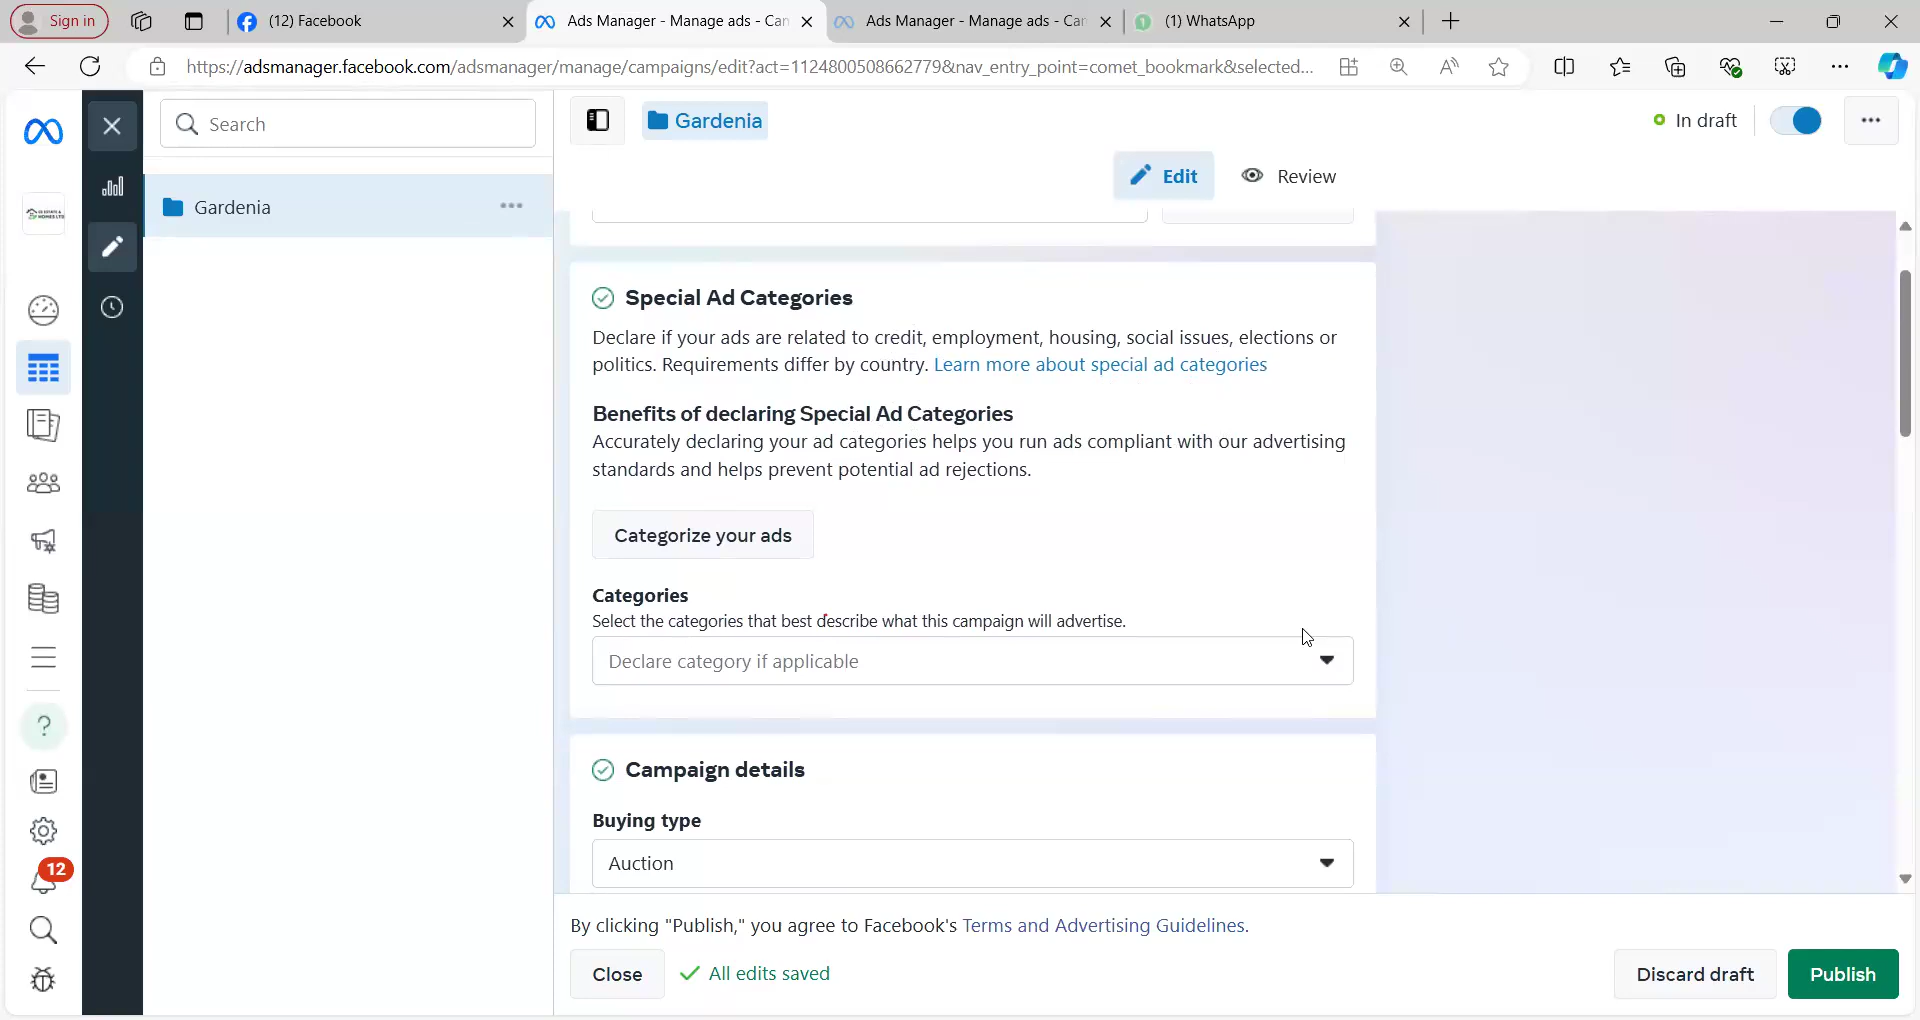 Sign in
(12) Facebook
Ads Manager - Manage ads - Can
Ads Manager - Manage ads - Can
(1) WhatsApp
https://adsmanager.facebook.com/adsmanager/manage/campaigns/edit?act=1124800508662779&nav_entry_point=comet_bookmark&selected...
Search
Gardenia
In draft
Edit
Review
Gardenia
Special Ad Categories
Declare if your ads are related to credit, employment, housing, social issues, elections or
politics. Requirements differ by country. Learn more about special ad categories
Benefits of declaring Special Ad Categories
Accurately declaring your ad categories helps you run ads compliant with our advertising
standards and helps prevent potential ad rejections.
Categorize your ads
Categories
Select the categories that best describe what this campaign will advertise.
Declare category if applicable
Campaign details
Buying type
Auction
12
By clicking "Publish," you agree to Facebook's Terms and Advertising Guidelines.
Close
All edits saved
Discard draft
Publish